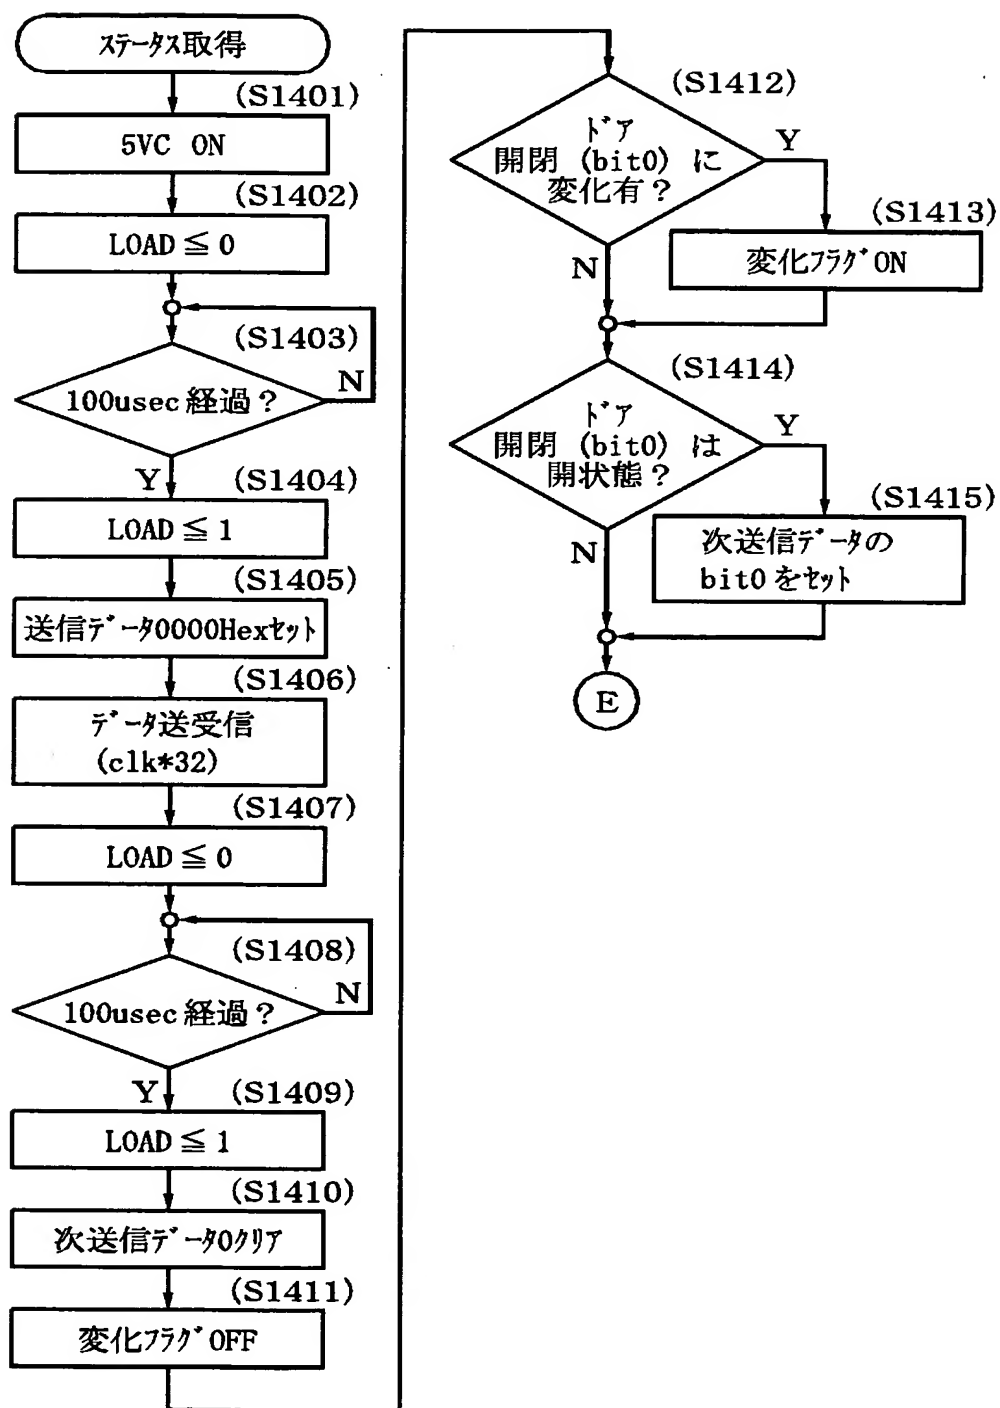 ｽﾃｰﾀｽ取得
(S1401)
5VC ON
(S1402)
LOAD ≦ 0
(S1403)
100usec 経過?
N
Y
(S1404)
LOAD ≦ 1
(S1405)
送信ﾃﾞｰﾀ0000Hexｾｯﾄ
(S1406)
ﾃﾞｰﾀ送受信
(clk*32)
(S1407)
LOAD ≦ 0
(S1408)
100usec 経過?
N
Y
(S1409)
LOAD ≦ 1
(S1410)
次送信ﾃﾞｰﾀ0ｸﾘｱ
(S1411)
変化ﾌﾗｸﾞOFF
(S1412)
ﾄﾞｱ
開閉 (bit0) に
変化有?
Y
N
(S1413)
変化ﾌﾗｸﾞON
(S1414)
ﾄﾞｱ
開閉 (bit0) は
開状態?
Y
N
(S1415)
次送信ﾃﾞｰﾀの
bit0 をｾｯﾄ
E